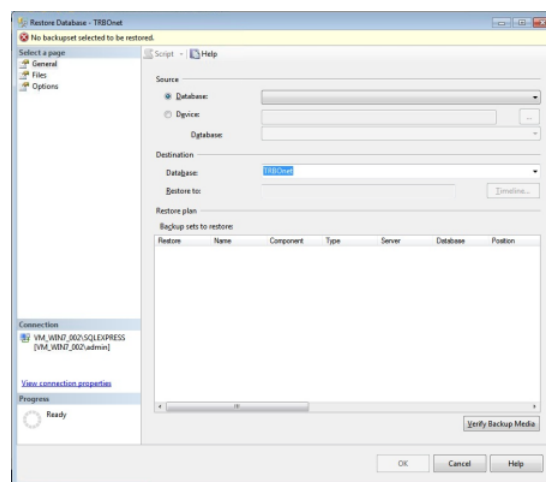 Restore Database - TRBOnet
No backupset selected to be restored.
Select a page
General
Files
Options
Script
Help
Source
Database:
Device:
...
Database:
Destination
Database:
TRBOnet
Restore to:
Timeline...
Restore plan
Backup sets to restore:
Restore Name Component Type Server Database Position
Connection
VM_WIN7_002\SQLEXPRESS
[VM_WIN7_002\admin]
View connection properties
Progress
Ready
Verify Backup Media
OK Cancel Help